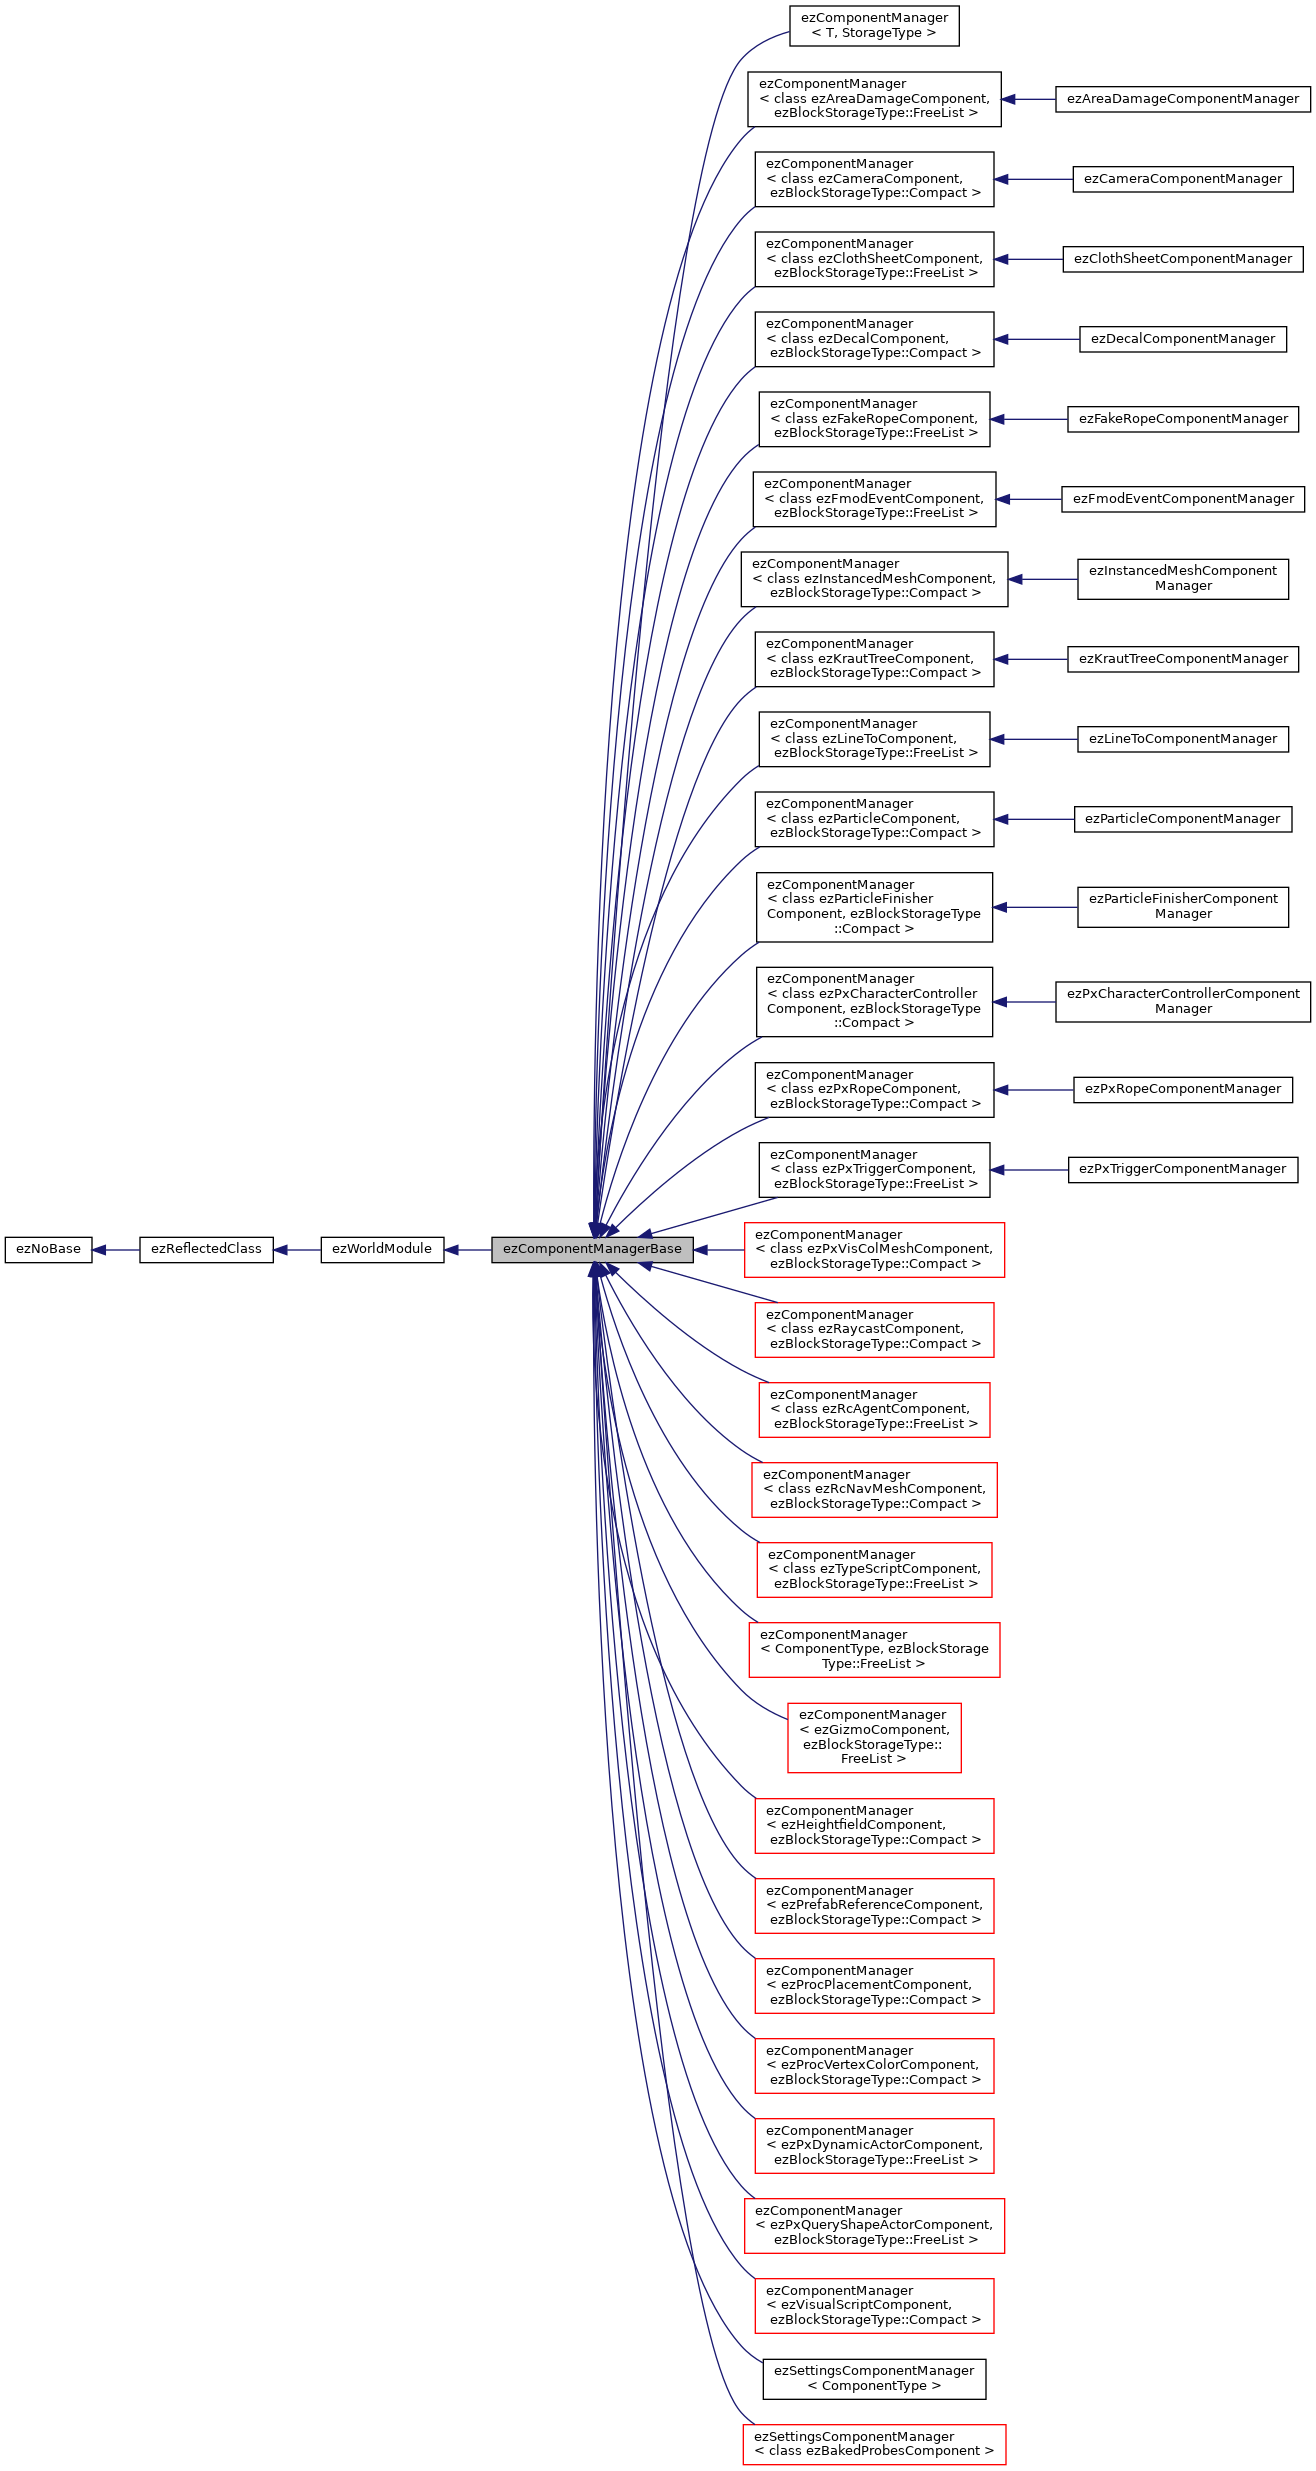 ezComponentManager
< T, StorageType >
ezComponentManager
< class ezAreaDamageComponent,
ezBlockStorageType::FreeList >
ezAreaDamageComponentManager
ezComponentManager
< class ezCameraComponent,
ezBlockStorageType::Compact >
ezCameraComponentManager
ezComponentManager
< class ezClothSheetComponent,
ezBlockStorageType::FreeList >
ezClothSheetComponentManager
ezComponentManager
< class ezDecalComponent,
ezBlockStorageType::Compact >
ezDecalComponentManager
ezComponentManager
< class ezFakeRopeComponent,
ezBlockStorageType::FreeList >
ezFakeRopeComponentManager
ezComponentManager
< class ezFmodEventComponent,
ezBlockStorageType::FreeList >
ezFmodEventComponentManager
ezComponentManager
< class ezInstancedMeshComponent,
ezBlockStorageType::Compact >
ezInstancedMeshComponent
Manager
ezComponentManager
< class ezKrautTreeComponent,
ezBlockStorageType::Compact >
ezKrautTreeComponentManager
ezComponentManager
< class ezLineToComponent,
ezBlockStorageType::FreeList >
ezLineToComponentManager
ezComponentManager
< class ezParticleComponent,
ezBlockStorageType::Compact >
ezParticleComponentManager
ezComponentManager
< class ezParticleFinisher
Component, ezBlockStorageType
::Compact >
ezParticleFinisherComponent
Manager
ezComponentManager
< class ezPxCharacterController
Component, ezBlockStorageType
::Compact >
ezPxCharacterControllerComponent
Manager
ezComponentManager
< class ezPxRopeComponent,
ezBlockStorageType::Compact >
ezPxRopeComponentManager
ezComponentManager
< class ezPxTriggerComponent,
ezBlockStorageType::FreeList >
ezPxTriggerComponentManager
ezNoBase
ezReflectedClass
ezWorldModule
ezComponentManagerBase
ezComponentManager
< class ezPxVisColMeshComponent,
ezBlockStorageType::Compact >
ezComponentManager
< class ezRaycastComponent,
ezBlockStorageType::Compact >
ezComponentManager
< class ezRcAgentComponent,
ezBlockStorageType::FreeList >
ezComponentManager
< class ezRcNavMeshComponent,
ezBlockStorageType::Compact >
ezComponentManager
< class ezTypeScriptComponent,
ezBlockStorageType::FreeList >
ezComponentManager
< ComponentType, ezBlockStorage
Type::FreeList >
ezComponentManager
< ezGizmoComponent,
ezBlockStorageType::
FreeList >
ezComponentManager
< ezHeightfieldComponent,
ezBlockStorageType::Compact >
ezComponentManager
< ezPrefabReferenceComponent,
ezBlockStorageType::Compact >
ezComponentManager
< ezProcPlacementComponent,
ezBlockStorageType::Compact >
ezComponentManager
< ezProcVertexColorComponent,
ezBlockStorageType::Compact >
ezComponentManager
< ezPxDynamicActorComponent,
ezBlockStorageType::FreeList >
ezComponentManager
< ezPxQueryShapeActorComponent,
ezBlockStorageType::FreeList >
ezComponentManager
< ezVisualScriptComponent,
ezBlockStorageType::Compact >
ezSettingsComponentManager
< ComponentType >
ezSettingsComponentManager
< class ezBakedProbesComponent >